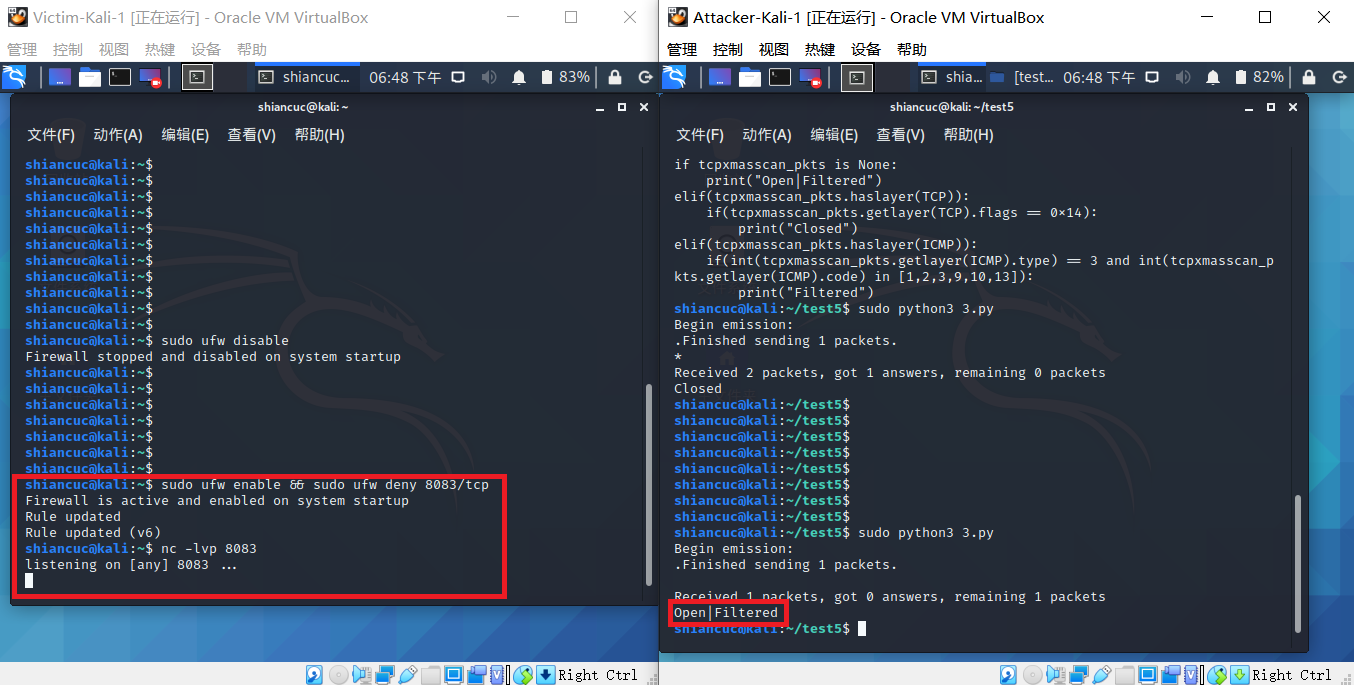 Victim-Kali-1 [正在运行] - Oracle VM VirtualBox
管理 控制 视图 热键 设备 帮助
shiancuc... 06:48 下午 83%
shiancuc@kali: ~
文件(F) 动作(A) 编辑(E) 查看(V) 帮助(H)
shiancuc@kali:~$
shiancuc@kali:~$
shiancuc@kali:~$
shiancuc@kali:~$
shiancuc@kali:~$
shiancuc@kali:~$
shiancuc@kali:~$
shiancuc@kali:~$
shiancuc@kali:~$
shiancuc@kali:~$
shiancuc@kali:~$
shiancuc@kali:~$ sudo ufw disable
Firewall stopped and disabled on system startup
shiancuc@kali:~$
shiancuc@kali:~$
shiancuc@kali:~$
shiancuc@kali:~$
shiancuc@kali:~$
shiancuc@kali:~$
shiancuc@kali:~$
shiancuc@kali:~$ sudo ufw enable && sudo ufw deny 8083/tcp
Firewall is active and enabled on system startup
Rule updated
Rule updated (v6)
shiancuc@kali:~$ nc -lvp 8083
listening on [any] 8083 ...
Right Ctrl
Attacker-Kali-1 [正在运行] - Oracle VM VirtualBox
管理 控制 视图 热键 设备 帮助
shia... [test... 06:48 下午 82%
shiancuc@kali: ~/test5
文件(F) 动作(A) 编辑(E) 查看(V) 帮助(H)
if tcpxmasscan_pkts is None:
    print("Open|Filtered")
elif(tcpxmasscan_pkts.haslayer(TCP)):
    if(tcpxmasscan_pkts.getlayer(TCP).flags == 0x14):
        print("Closed")
elif(tcpxmasscan_pkts.haslayer(ICMP)):
    if(int(tcpxmasscan_pkts.getlayer(ICMP).type) == 3 and int(tcpxmasscan_p
kts.getlayer(ICMP).code) in [1,2,3,9,10,13]):
        print("Filtered")
shiancuc@kali:~/test5$ sudo python3 3.py
Begin emission:
.Finished sending 1 packets.
*
Received 2 packets, got 1 answers, remaining 0 packets
Closed
shiancuc@kali:~/test5$
shiancuc@kali:~/test5$
shiancuc@kali:~/test5$
shiancuc@kali:~/test5$
shiancuc@kali:~/test5$
shiancuc@kali:~/test5$
shiancuc@kali:~/test5$
shiancuc@kali:~/test5$
shiancuc@kali:~/test5$ sudo python3 3.py
Begin emission:
.Finished sending 1 packets.
Received 1 packets, got 0 answers, remaining 1 packets
Open|Filtered
shiancuc@kali:~/test5$
Right Ctrl